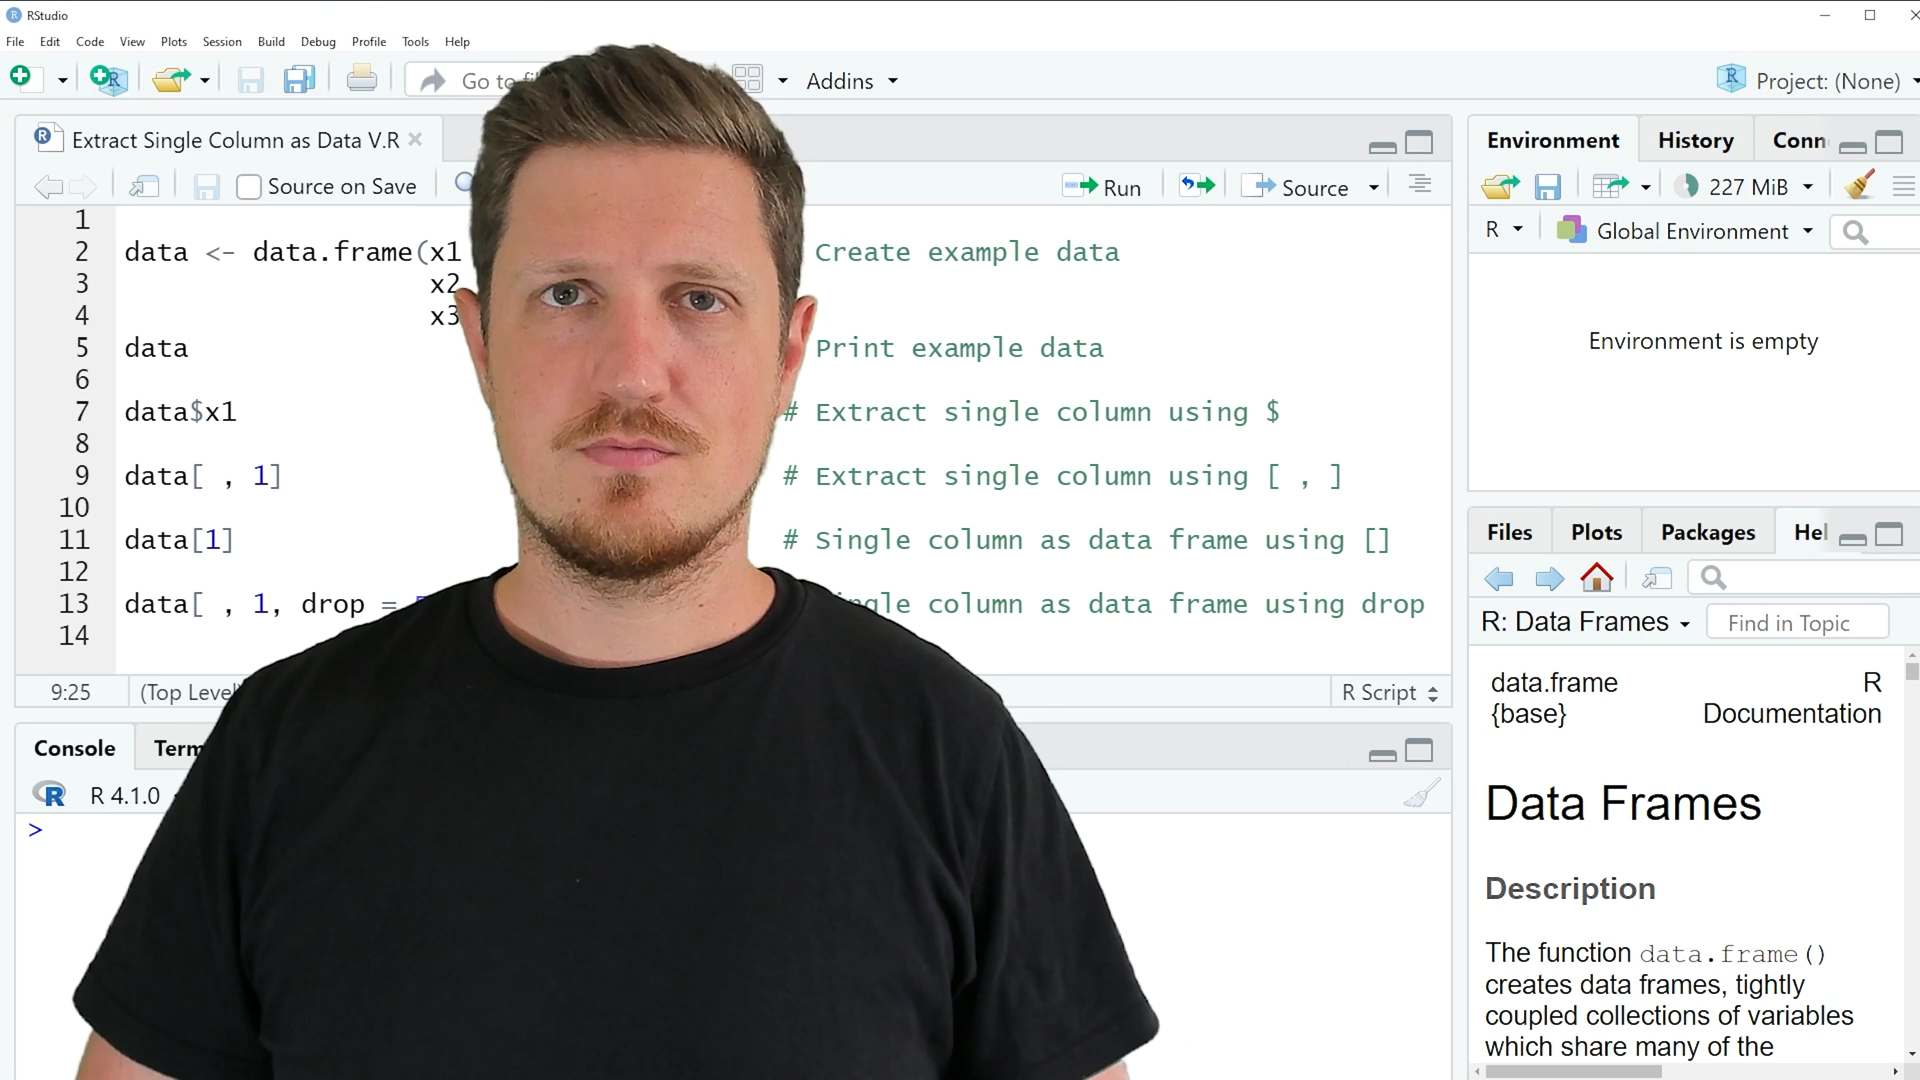 RStudio
File Edit Code View Plots Session Build Debug Profile Tools Help
Go to Addins Project: (None)
Extract Single Column as Data V.R
Source on Save Run Source
1
2 data <- data.frame(x1 Create example data
3 x2
4 x3
5 data Print example data
6
7 data$x1 # Extract single column using $
8
9 data[ , 1] # Extract single column using [ , ]
10
11 data[1] # Single column as data frame using []
12
13 data[ , 1, drop = column as data frame using drop
14
9:25 (Top Level R Script
Console
R 4.1.0
>
Environment History
227 MiB
R Global Environment
Environment is empty
Files Plots Packages
R: Data Frames Find in Topic
data.frame R
{base} Documentation
Data Frames
Description
The function data.frame()
creates data frames, tightly
coupled collections of variables
which share many of the